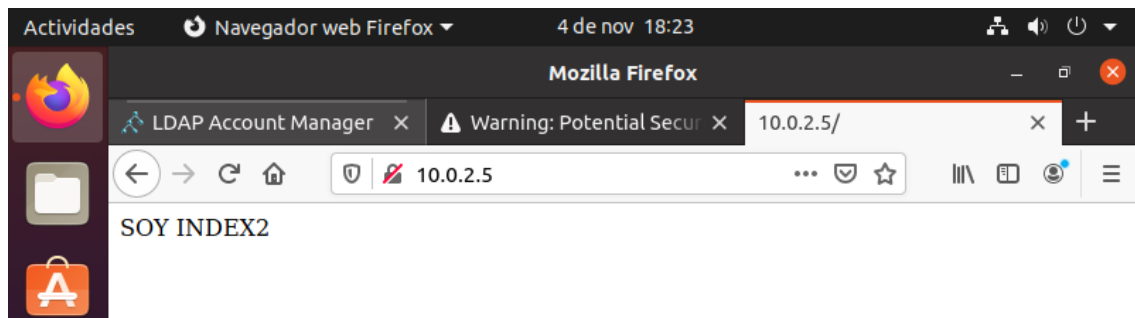 Actividades Navegador web Firefox 4 de nov 18:23
Mozilla Firefox
LDAP Account Manager Warning: Potential Secur 10.0.2.5/
10.0.2.5
SOY INDEX2